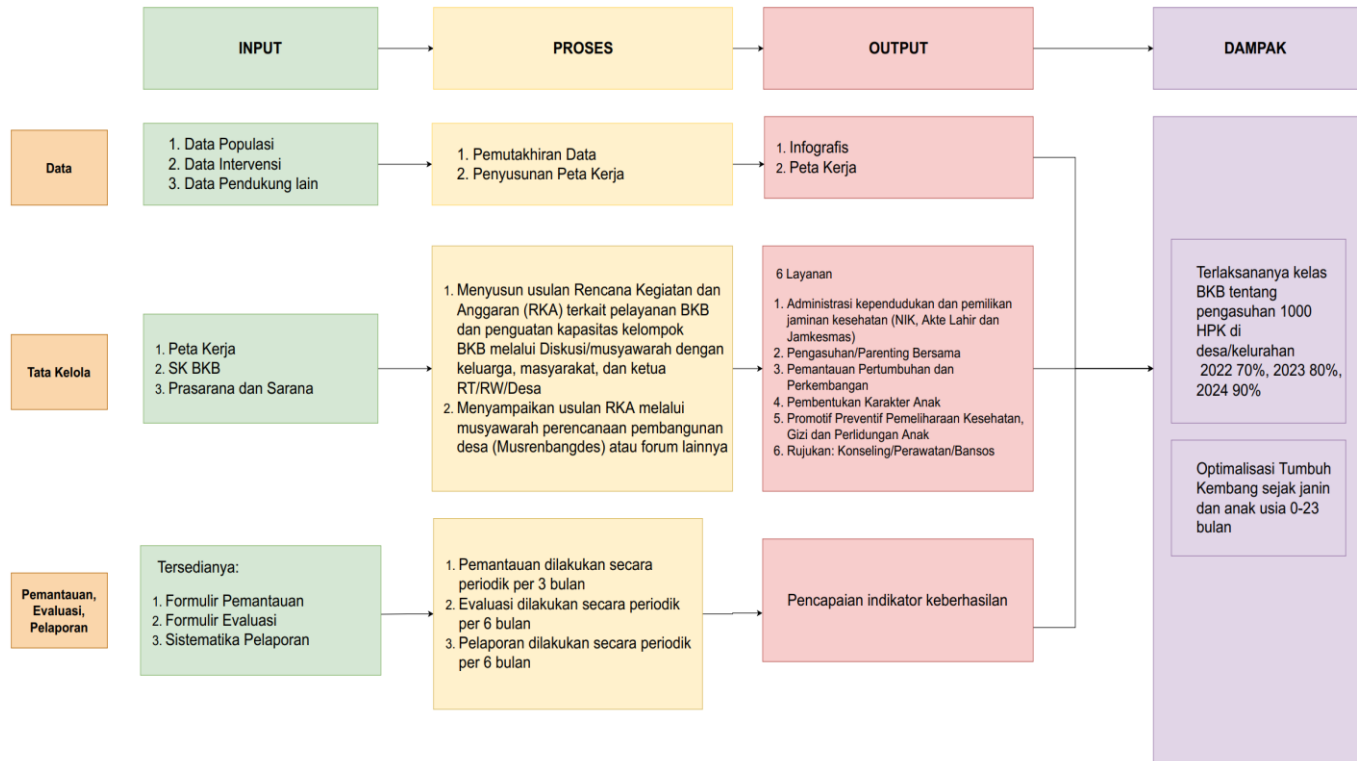 INPUT
PROSES
OUTPUT
DAMPAK
Data
1. Data Populasi
2. Data Intervensi
3. Data Pendukung lain
1. Pemutakhiran Data
2. Penyusunan Peta Kerja
1. Infografis
2. Peta Kerja
Tata Kelola
1. Peta Kerja
2. SK BKB
3. Prasarana dan Sarana
1. Menyusun usulan Rencana Kegiatan dan
Anggaran (RKA) terkait pelayanan BKB
dan penguatan kapasitas kelompok
BKB melalui Diskusi/musyawarah dengan
keluarga, masyarakat, dan ketua
RT/RW/Desa
2. Menyampaikan usulan RKA melalui
musyawarah perencanaan pembangunan
desa (Musrenbangdes) atau forum lainnya
6 Layanan
1. Administrasi kependudukan dan pemilikan
jaminan kesehatan (NIK, Akte Lahir dan
Jamkesmas)
2. Pengasuhan/Parenting Bersama
3. Pemantauan Pertumbuhan dan
Perkembangan
4. Pembentukan Karakter Anak
5. Promotif Preventif Pemeliharaan Kesehatan,
Gizi dan Perlidungan Anak
6. Rujukan: Konseling/Perawatan/Bansos
Terlaksananya kelas
BKB tentang
pengasuhan 1000
HPK di
desa/kelurahan
2022 70%, 2023 80%,
2024 90%
Optimalisasi Tumbuh
Kembang sejak janin
dan anak usia 0-23
bulan
Pemantauan,
Evaluasi,
Pelaporan
Tersedianya:
1. Formulir Pemantauan
2. Formulir Evaluasi
3. Sistematika Pelaporan
1. Pemantauan dilakukan secara
periodik per 3 bulan
2. Evaluasi dilakukan secara periodik
per 6 bulan
3. Pelaporan dilakukan secara periodik
per 6 bulan
Pencapaian indikator keberhasilan